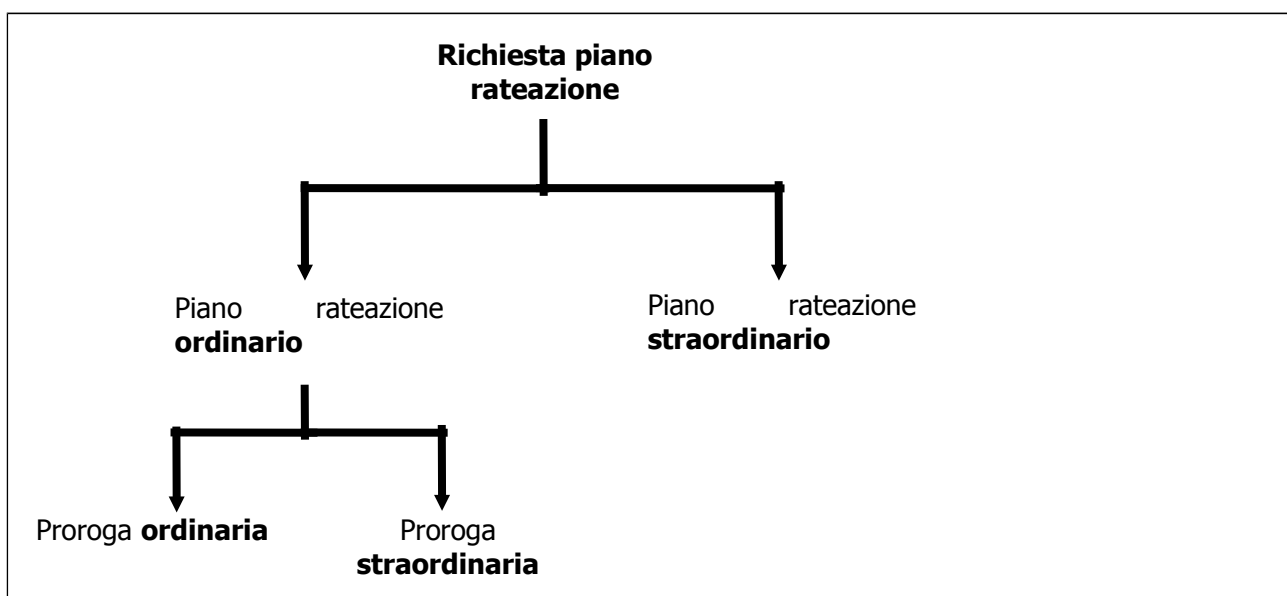 Richiesta piano
rateazione
Piano rateazione
ordinario
Piano rateazione
straordinario
Proroga ordinaria
Proroga
straordinaria